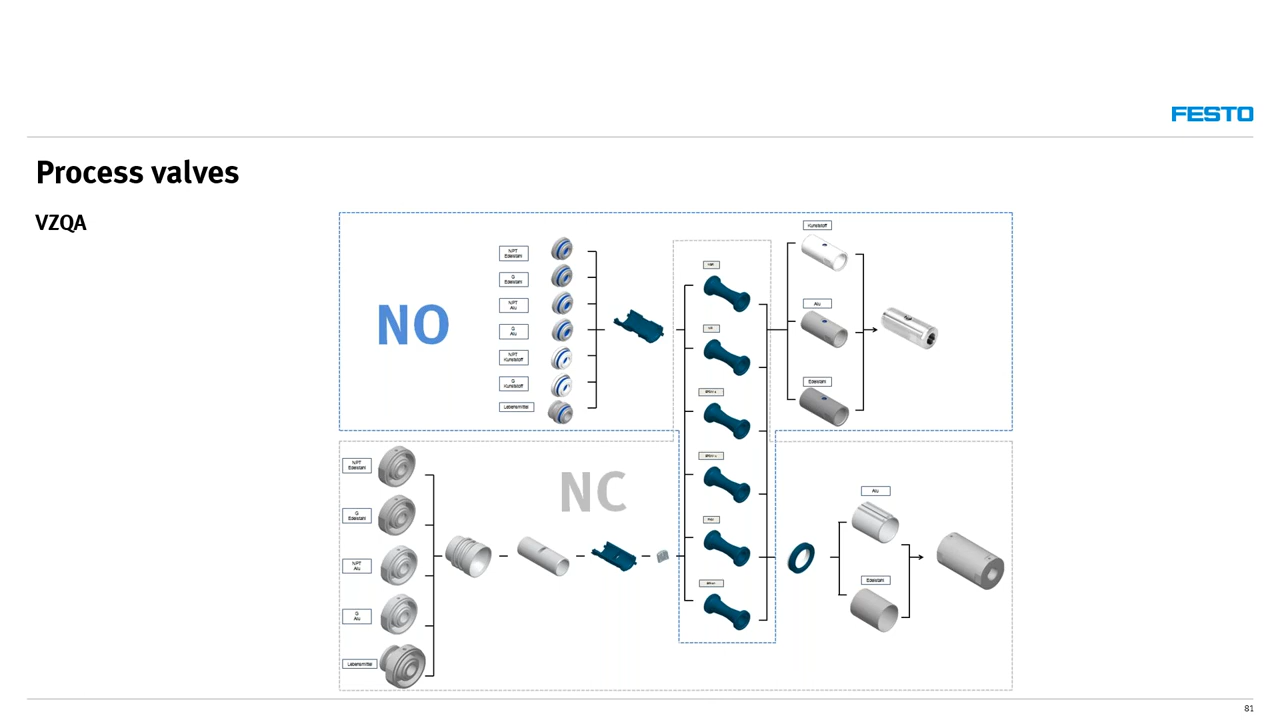 FESTO
Process valves
VZQA
NO
NPT
Edelstahl
G
Edelstahl
NPT
Alu
G
Alu
NPT
Kunststoff
G
Kunststoff
Lebensmittel
Kunststoff
Alu
Edelstahl
NC
NPT
Edelstahl
G
Edelstahl
NPT
Alu
G
Alu
Lebensmittel
Alu
Edelstahl
81